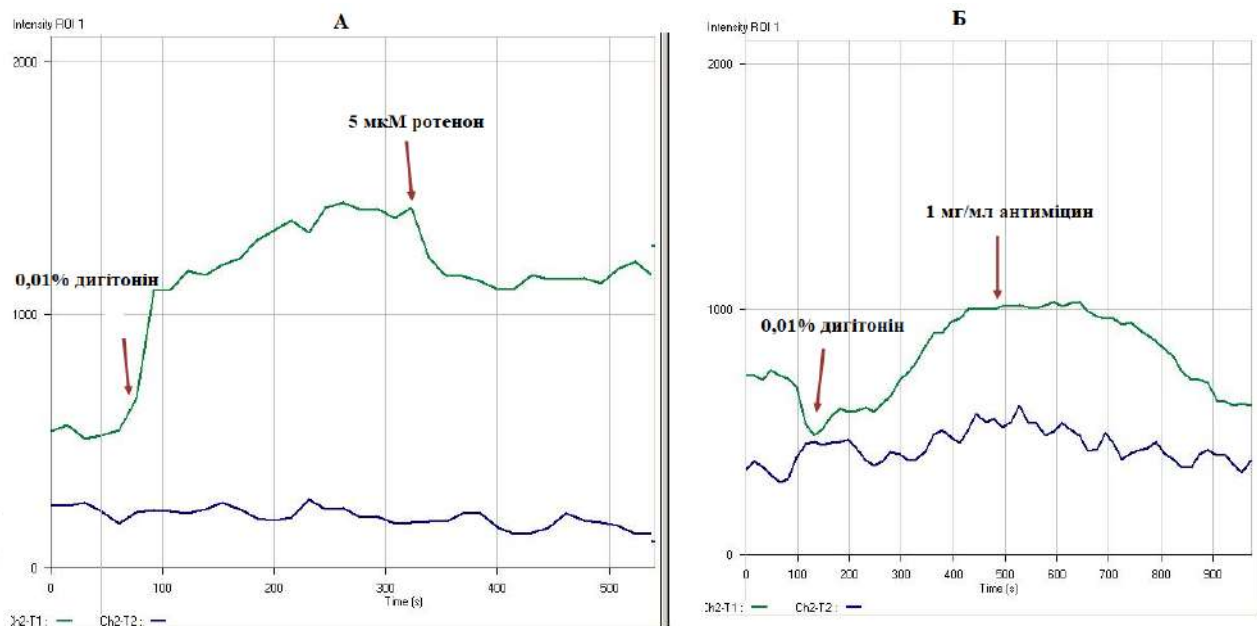 А
Intensity ROI 1
2000
5 мкМ ротенон
0,01% дигітонін
1000
0
0
100
200
300
400
500
Time (s)
Ch2-T1 :
Ch2-T2 :
Б
Intensity ROI 1
2000
1 мг/мл антиміцин
1000
0,01% дигітонін
0
0
100
200
300
400
500
600
700
800
900
Time (s)
Ch2-T1 :
Ch2-T2 :